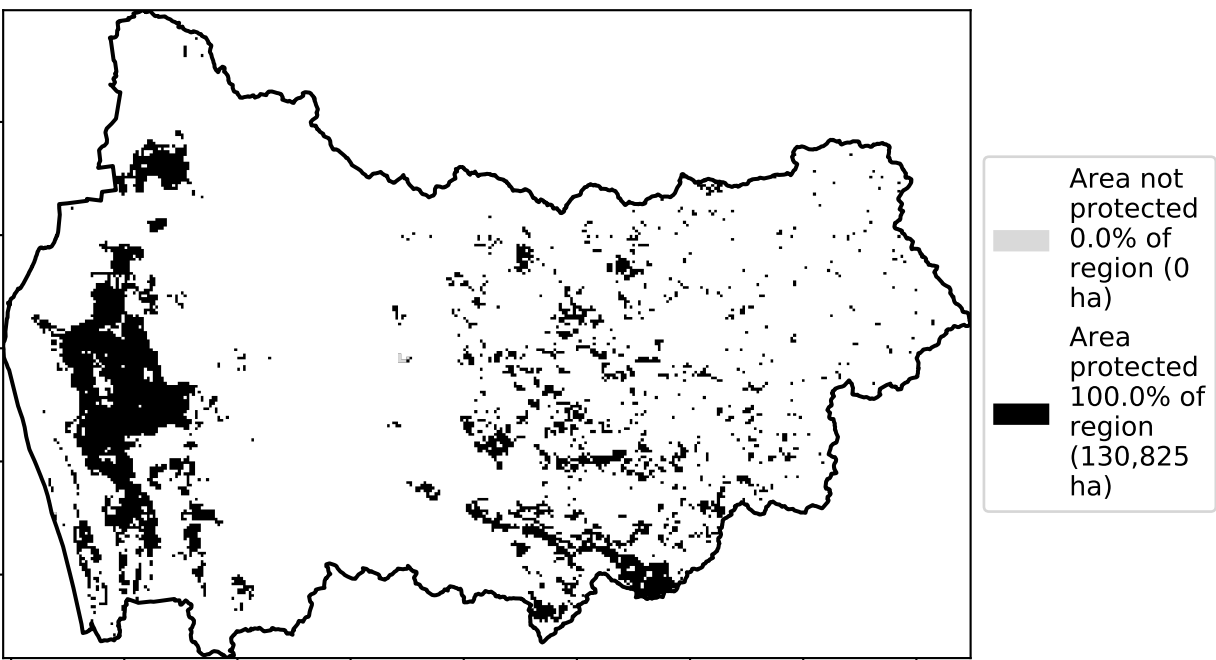 Area not
protected
0.0% of
region (0
ha)
Area
protected
100.0% of
region
(130,825
ha)